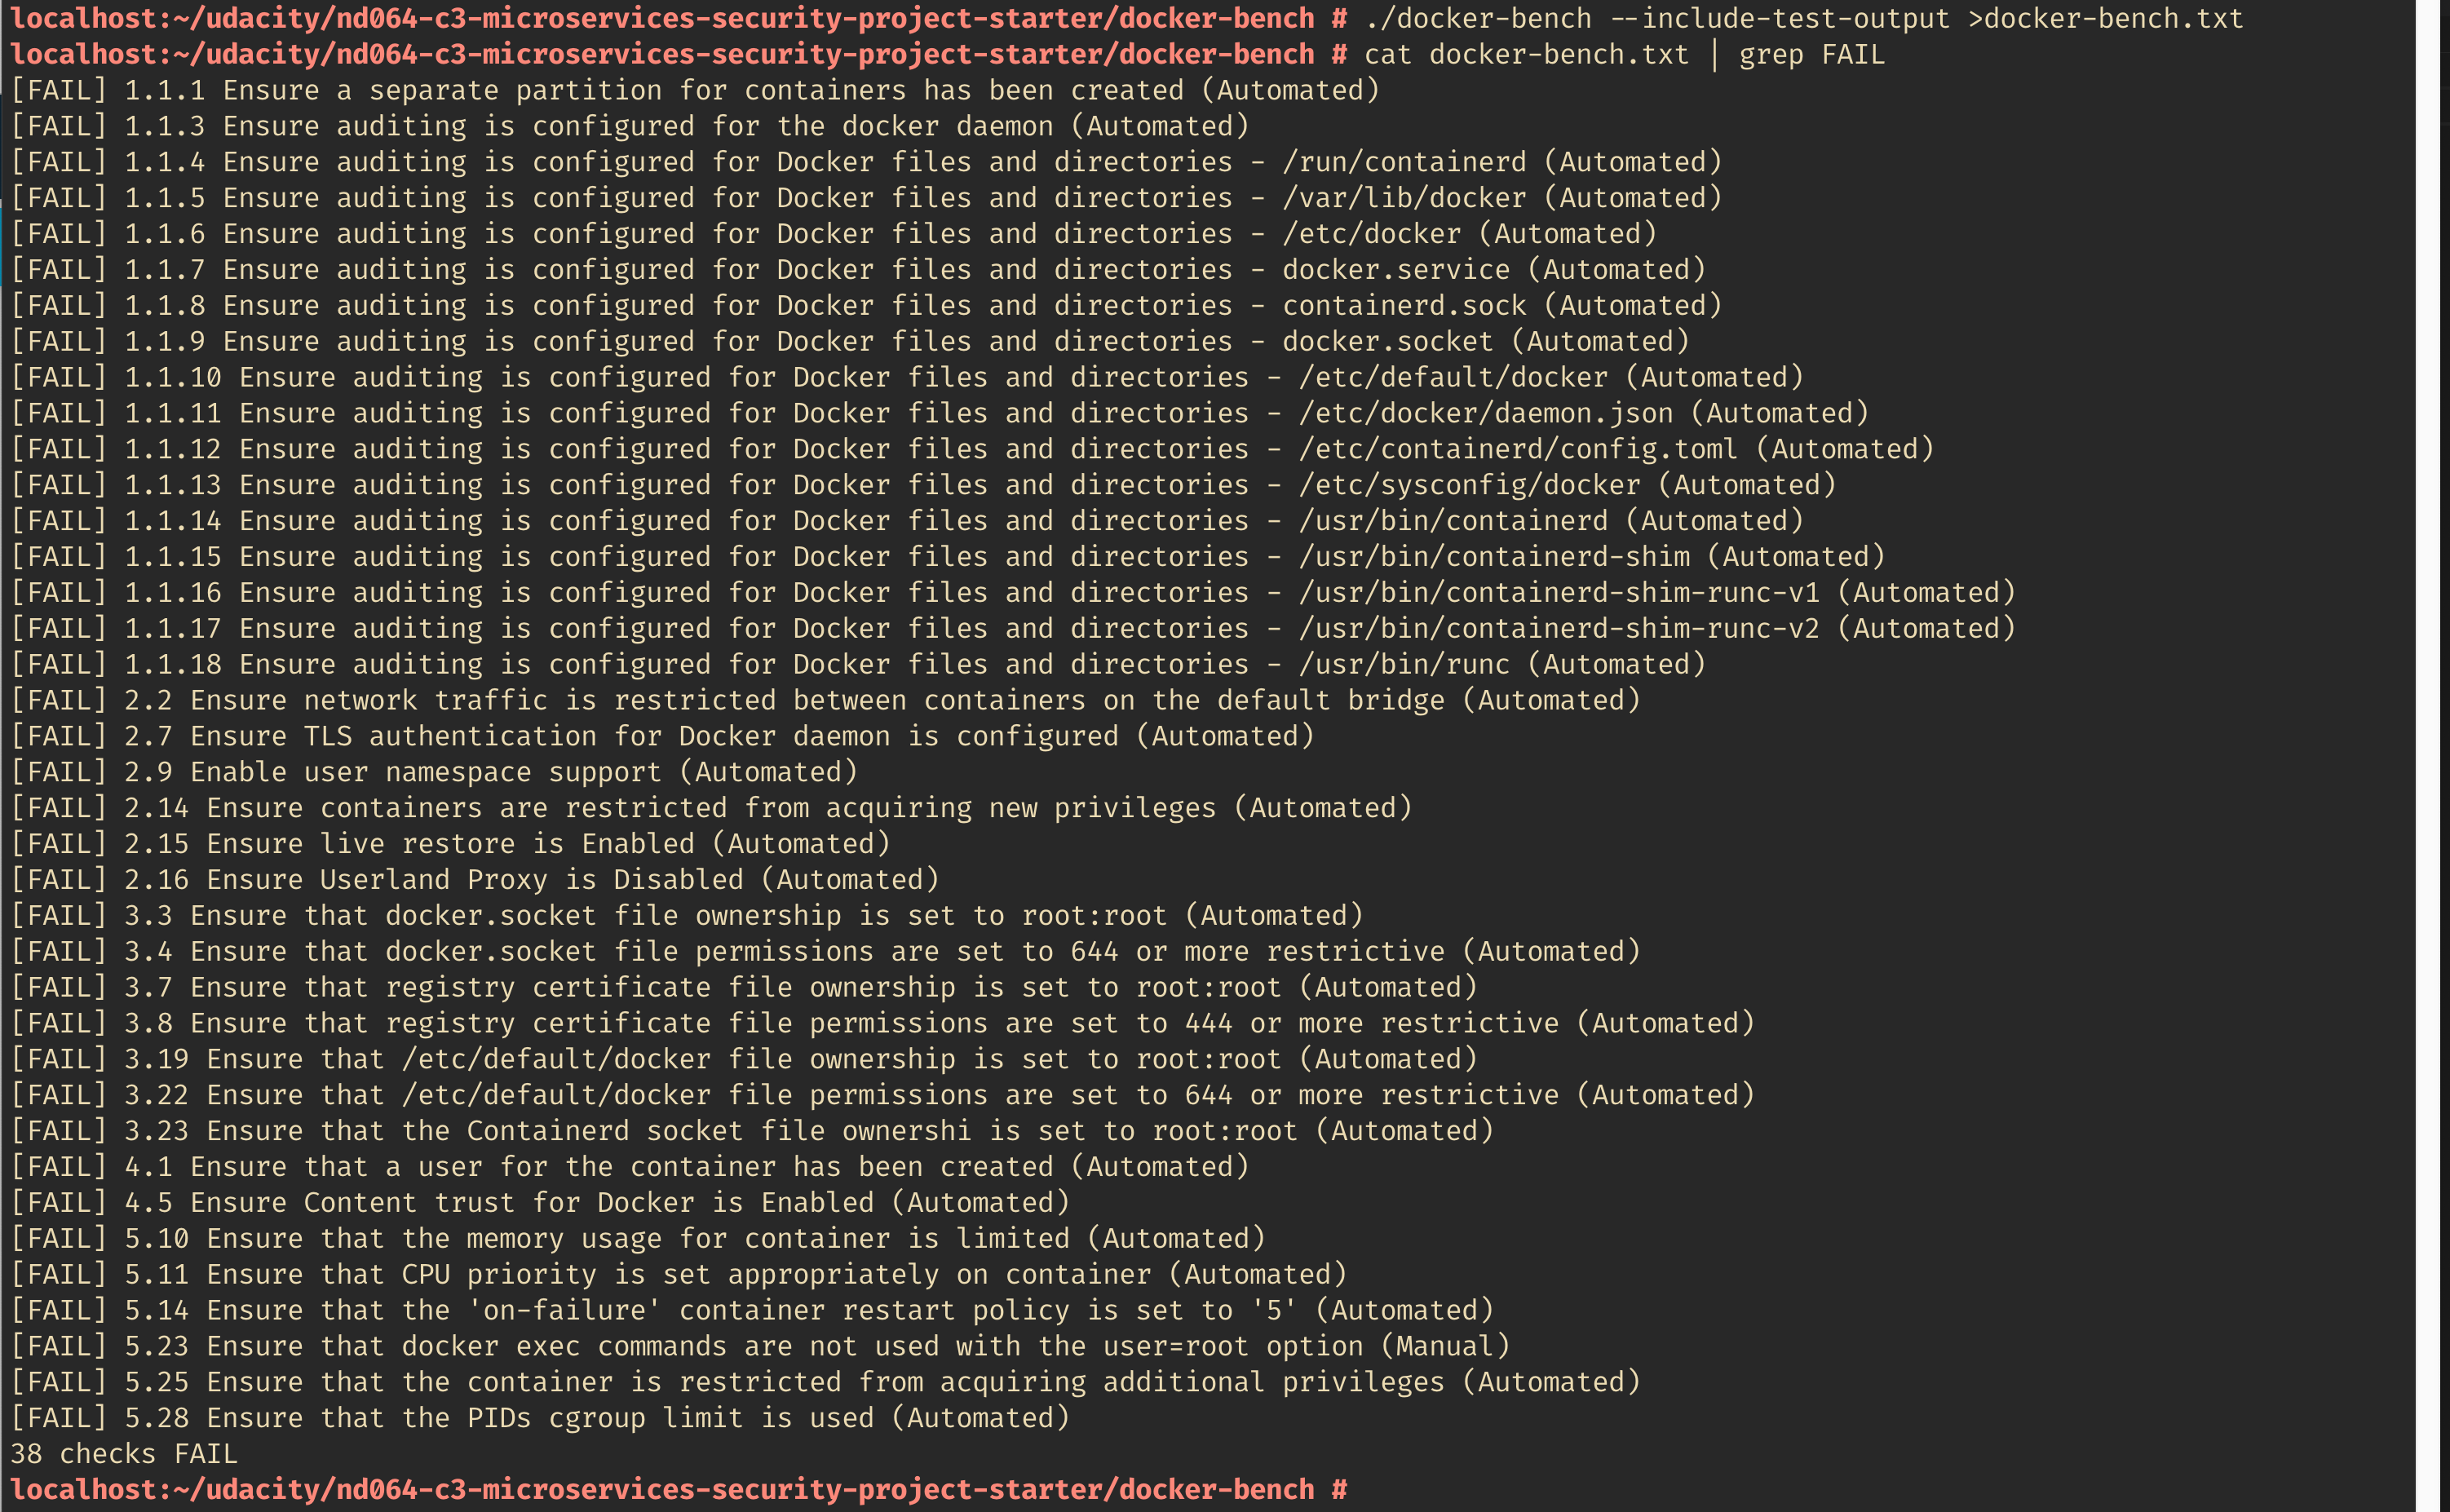 localhost:~/udacity/nd064-c3-microservices-security-project-starter/docker-bench # ./docker-bench --include-test-output >docker-bench.txt
localhost:~/udacity/nd064-c3-microservices-security-project-starter/docker-bench # cat docker-bench.txt | grep FAIL
[FAIL] 1.1.1 Ensure a separate partition for containers has been created (Automated)
[FAIL] 1.1.3 Ensure auditing is configured for the docker daemon (Automated)
[FAIL] 1.1.4 Ensure auditing is configured for Docker files and directories - /run/containerd (Automated)
[FAIL] 1.1.5 Ensure auditing is configured for Docker files and directories - /var/lib/docker (Automated)
[FAIL] 1.1.6 Ensure auditing is configured for Docker files and directories - /etc/docker (Automated)
[FAIL] 1.1.7 Ensure auditing is configured for Docker files and directories - docker.service (Automated)
[FAIL] 1.1.8 Ensure auditing is configured for Docker files and directories - containerd.sock (Automated)
[FAIL] 1.1.9 Ensure auditing is configured for Docker files and directories - docker.socket (Automated)
[FAIL] 1.1.10 Ensure auditing is configured for Docker files and directories - /etc/default/docker (Automated)
[FAIL] 1.1.11 Ensure auditing is configured for Docker files and directories - /etc/docker/daemon.json (Automated)
[FAIL] 1.1.12 Ensure auditing is configured for Docker files and directories - /etc/containerd/config.toml (Automated)
[FAIL] 1.1.13 Ensure auditing is configured for Docker files and directories - /etc/sysconfig/docker (Automated)
[FAIL] 1.1.14 Ensure auditing is configured for Docker files and directories - /usr/bin/containerd (Automated)
[FAIL] 1.1.15 Ensure auditing is configured for Docker files and directories - /usr/bin/containerd-shim (Automated)
[FAIL] 1.1.16 Ensure auditing is configured for Docker files and directories - /usr/bin/containerd-shim-runc-v1 (Automated)
[FAIL] 1.1.17 Ensure auditing is configured for Docker files and directories - /usr/bin/containerd-shim-runc-v2 (Automated)
[FAIL] 1.1.18 Ensure auditing is configured for Docker files and directories - /usr/bin/runc (Automated)
[FAIL] 2.2 Ensure network traffic is restricted between containers on the default bridge (Automated)
[FAIL] 2.7 Ensure TLS authentication for Docker daemon is configured (Automated)
[FAIL] 2.9 Enable user namespace support (Automated)
[FAIL] 2.14 Ensure containers are restricted from acquiring new privileges (Automated)
[FAIL] 2.15 Ensure live restore is Enabled (Automated)
[FAIL] 2.16 Ensure Userland Proxy is Disabled (Automated)
[FAIL] 3.3 Ensure that docker.socket file ownership is set to root:root (Automated)
[FAIL] 3.4 Ensure that docker.socket file permissions are set to 644 or more restrictive (Automated)
[FAIL] 3.7 Ensure that registry certificate file ownership is set to root:root (Automated)
[FAIL] 3.8 Ensure that registry certificate file permissions are set to 444 or more restrictive (Automated)
[FAIL] 3.19 Ensure that /etc/default/docker file ownership is set to root:root (Automated)
[FAIL] 3.22 Ensure that /etc/default/docker file permissions are set to 644 or more restrictive (Automated)
[FAIL] 3.23 Ensure that the Containerd socket file ownershi is set to root:root (Automated)
[FAIL] 4.1 Ensure that a user for the container has been created (Automated)
[FAIL] 4.5 Ensure Content trust for Docker is Enabled (Automated)
[FAIL] 5.10 Ensure that the memory usage for container is limited (Automated)
[FAIL] 5.11 Ensure that CPU priority is set appropriately on container (Automated)
[FAIL] 5.14 Ensure that the 'on-failure' container restart policy is set to '5' (Automated)
[FAIL] 5.23 Ensure that docker exec commands are not used with the user=root option (Manual)
[FAIL] 5.25 Ensure that the container is restricted from acquiring additional privileges (Automated)
[FAIL] 5.28 Ensure that the PIDs cgroup limit is used (Automated)
38 checks FAIL
localhost:~/udacity/nd064-c3-microservices-security-project-starter/docker-bench #